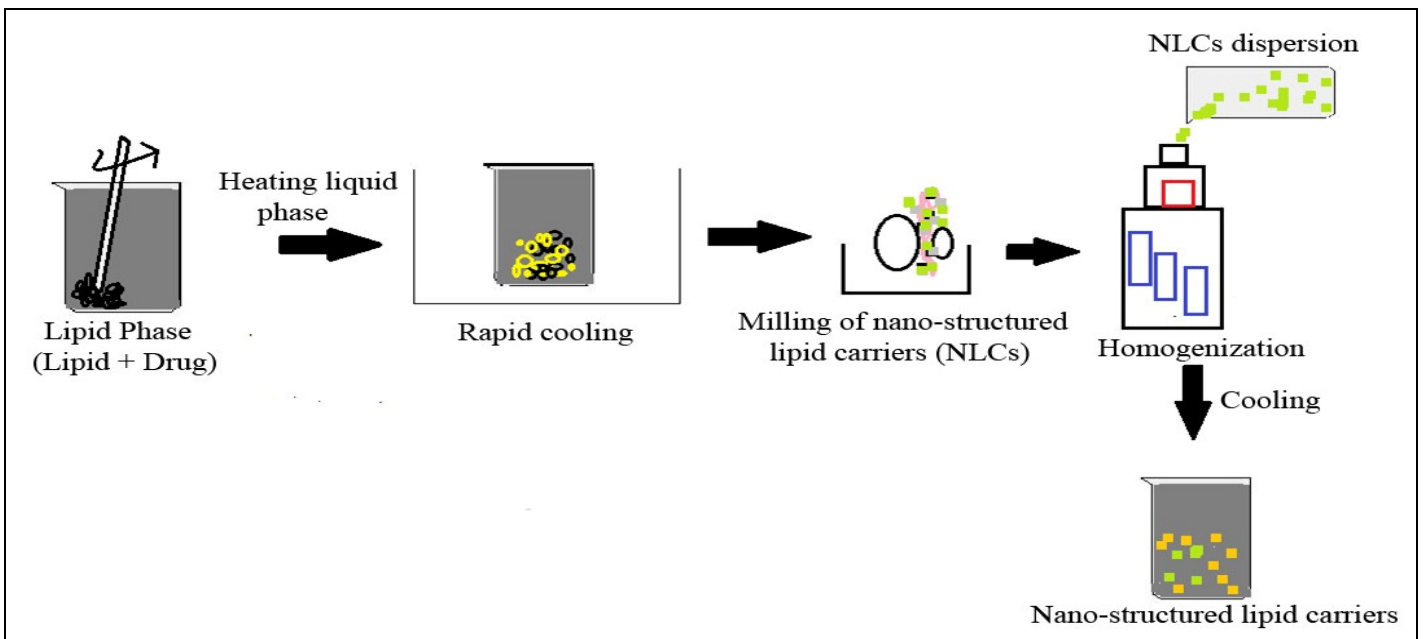 NLCs dispersion
Heating liquid
phase
Lipid Phase
(Lipid + Drug)
Rapid cooling
Milling of nano-structured
lipid carriers (NLCs)
Homogenization
Cooling
Nano-structured lipid carriers